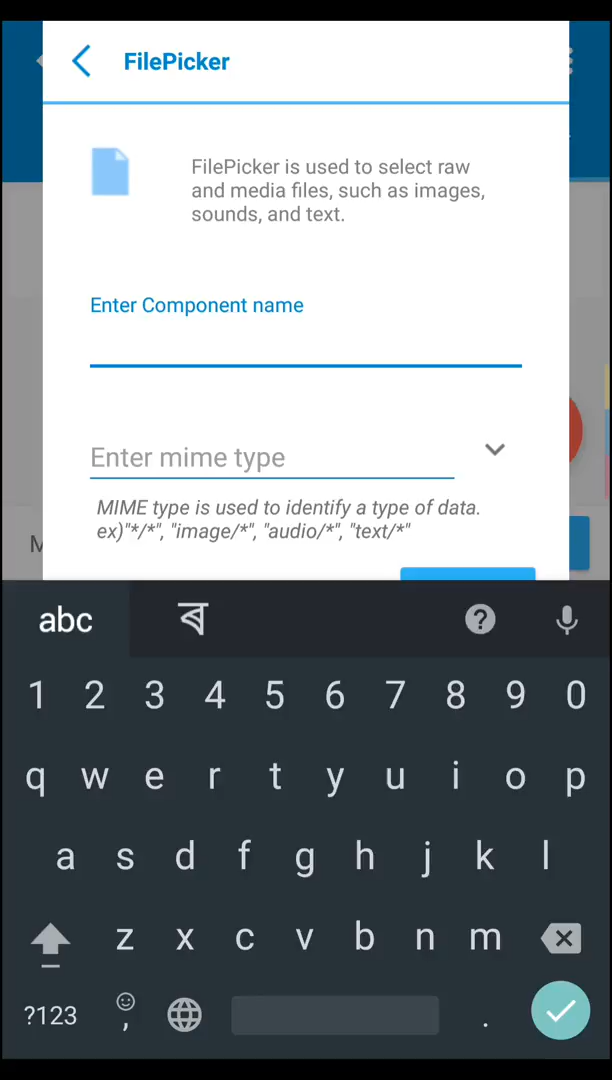 FilePicker
FilePicker is used to select raw
and media files, such as images,
sounds, and text.
Enter Component name
Enter mime type
MIME type is used to identify a type of data.
ex)"*/*", "image/*", "audio/*", "text/*"
M
abc ব ?
1 2 3 4 5 6 7 8 9 0
q w e r t y u i o p
a s d f g h j k l
z x c v b n m
?123 , .